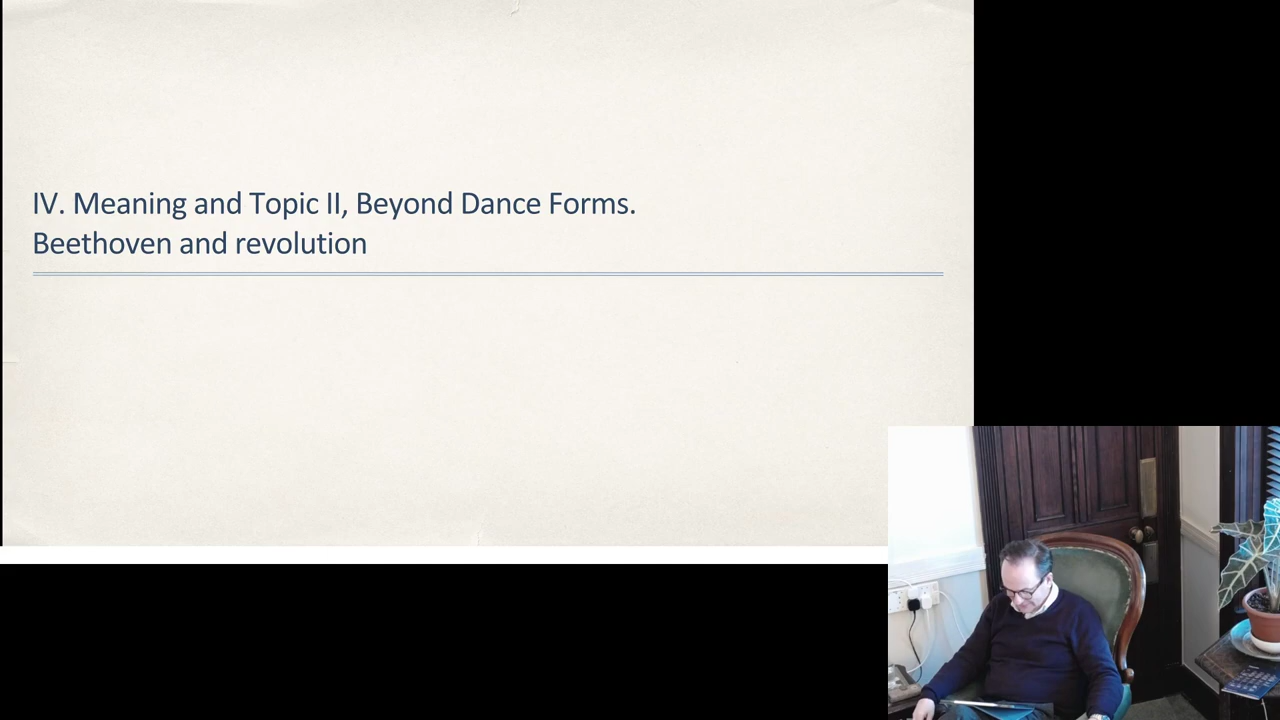 IV. Meaning and Topic II, Beyond Dance Forms.
Beethoven and revolution